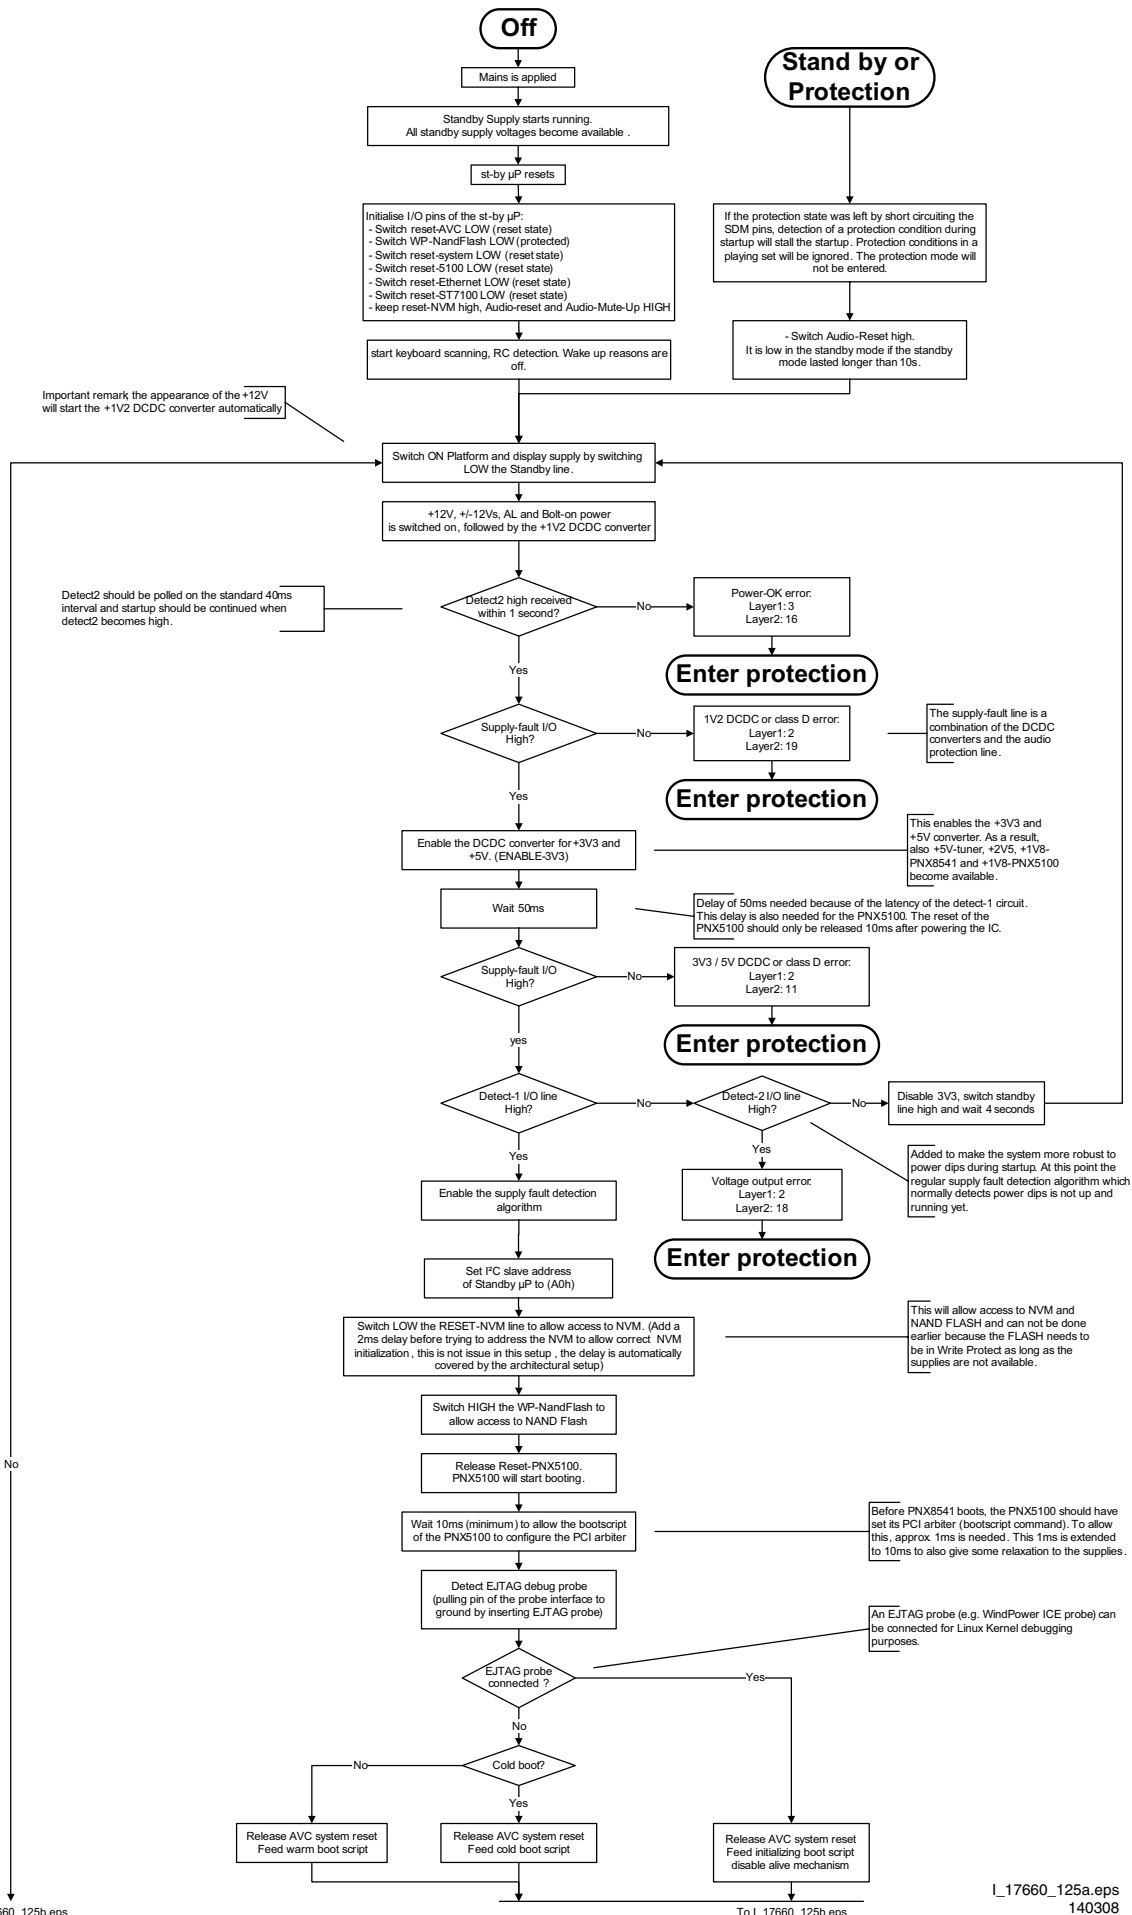 Off
Mains is applied
Stand by or
Protection
Standby Supply starts running.
All standby supply voltages become available .
st-by µP resets
Initialise I/O pins of the st-by µP:
- Switch reset-AVC LOW (reset state)
- Switch WP-NandFlash LOW (protected)
- Switch reset-system LOW (reset state)
- Switch reset-5100 LOW (reset state)
- Switch reset-Ethernet LOW (reset state)
- Switch reset-ST7100 LOW (reset state)
- keep reset-NVM high, Audio-reset and Audio-Mute-Up HIGH
If the protection state was left by short circuiting the
SDM pins, detection of a protection condition during
startup will stall the startup. Protection conditions in a
playing set will be ignored. The protection mode will
not be entered.
start keyboard scanning, RC detection. Wake up reasons are
off.
- Switch Audio-Reset high.
It is low in the standby mode if the standby
mode lasted longer than 10s.
Important remark; the appearance of the +12V
will start the +1V2 DCDC converter automatically
Switch ON Platform and display supply by switching
LOW the Standby line.
+12V, +/-12Vs, AL and Bolt-on power
is switched on, followed by the +1V2 DCDC converter
Detect2 should be polled on the standard 40ms
interval and startup should be continued when
detect2 becomes high.
Detect2 high received
within 1 second?
No
Power-OK error:
Layer1: 3
Layer2: 16
Enter protection
Yes
Supply-fault I/O
High?
No
1V2 DCDC or class D error:
Layer1: 2
Layer2: 19
The supply-fault line is a
combination of the DCDC
converters and the audio
protection line.
Enter protection
Yes
Enable the DCDC converter for +3V3 and
+5V. (ENABLE-3V3)
This enables the +3V3 and
+5V converter. As a result,
also +5V-tuner, +2V5, +1V8-
PNX8541 and +1V8-PNX5100
become available.
Wait 50ms
Delay of 50ms needed because of the latency of the detect-1 circuit.
This delay is also needed for the PNX5100. The reset of the
PNX5100 should only be released 10ms after powering the IC.
Supply-fault I/O
High?
No
3V3 / 5V DCDC or class D error:
Layer1: 2
Layer2: 11
Enter protection
yes
Detect-1 I/O line
High?
No
Detect-2 I/O line
High?
No
Disable 3V3, switch standby
line high and wait 4 seconds
Yes
Yes
Added to make the system more robust to
power dips during startup. At this point the
regular supply fault detection algorithm which
normally detects power dips is not up and
running yet.
Enable the supply fault detection
algorithm
Voltage output error:
Layer1: 2
Layer2: 18
Enter protection
Set I²C slave address
of Standby µP to (A0h)
Switch LOW the RESET-NVM line to allow access to NVM. (Add a
2ms delay before trying to address the NVM to allow correct NVM
initialization , this is not issue in this setup , the delay is automatically
covered by the architectural setup)
This will allow access to NVM and
NAND FLASH and can not be done
earlier because the FLASH needs to
be in Write Protect as long as the
supplies are not available.
Switch HIGH the WP-NandFlash to
allow access to NAND Flash
No
Release Reset-PNX5100.
PNX5100 will start booting.
Wait 10ms (minimum) to allow the bootscript
of the PNX5100 to configure the PCI arbiter
Before PNX8541 boots, the PNX5100 should have
set its PCI arbiter (bootscript command). To allow
this, approx. 1ms is needed. This 1ms is extended
to 10ms to also give some relaxation to the supplies.
Detect EJTAG debug probe
(pulling pin of the probe interface to
ground by inserting EJTAG probe)
An EJTAG probe (e.g. WindPower ICE probe) can
be connected for Linux Kernel debugging
purposes.
EJTAG probe
connected ?
Yes
No
Cold boot?
No
Yes
Release AVC system reset
Feed warm boot script
Release AVC system reset
Feed cold boot script
Release AVC system reset
Feed initializing boot script
disable alive mechanism
I_17660_125a.eps
140308
660_125b.eps
To I_17660_125b.eps